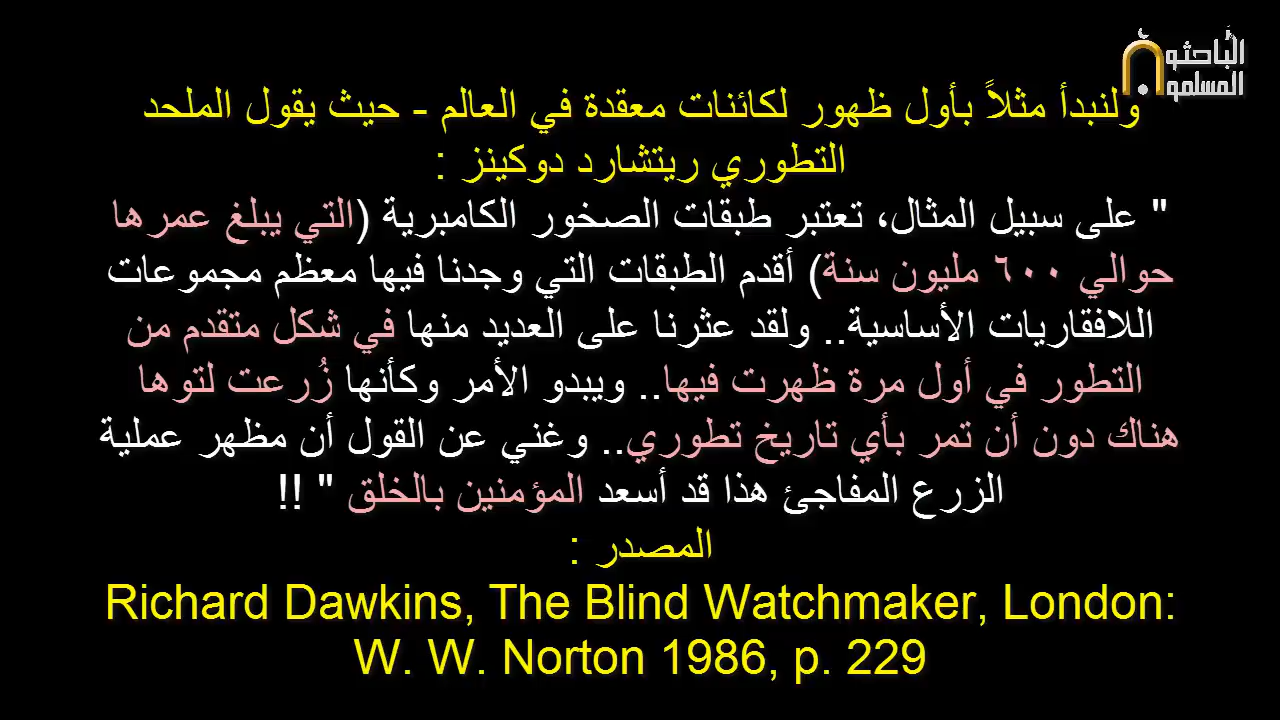 الباحثون
المسلمون
ولنبدأ مثلاً بأول ظهور لكائنات معقدة في العالم - حيث يقول الملحد
التطوري ريتشارد دوكينز :
" على سبيل المثال، تعتبر طبقات الصخور الكامبرية (التي يبلغ عمرها
حوالي ٦٠٠ مليون سنة) أقدم الطبقات التي وجدنا فيها معظم مجموعات
اللافقاريات الأساسية.. ولقد عثرنا على العديد منها في شكل متقدم من
التطور في أول مرة ظهرت فيها.. ويبدو الأمر وكأنها زُرعت لتوها
هناك دون أن تمر بأي تاريخ تطوري.. وغني عن القول أن مظهر عملية
الزرع المفاجئ هذا قد أسعد المؤمنين بالخلق " !!
المصدر :
Richard Dawkins, The Blind Watchmaker, London:
W. W. Norton 1986, p. 229